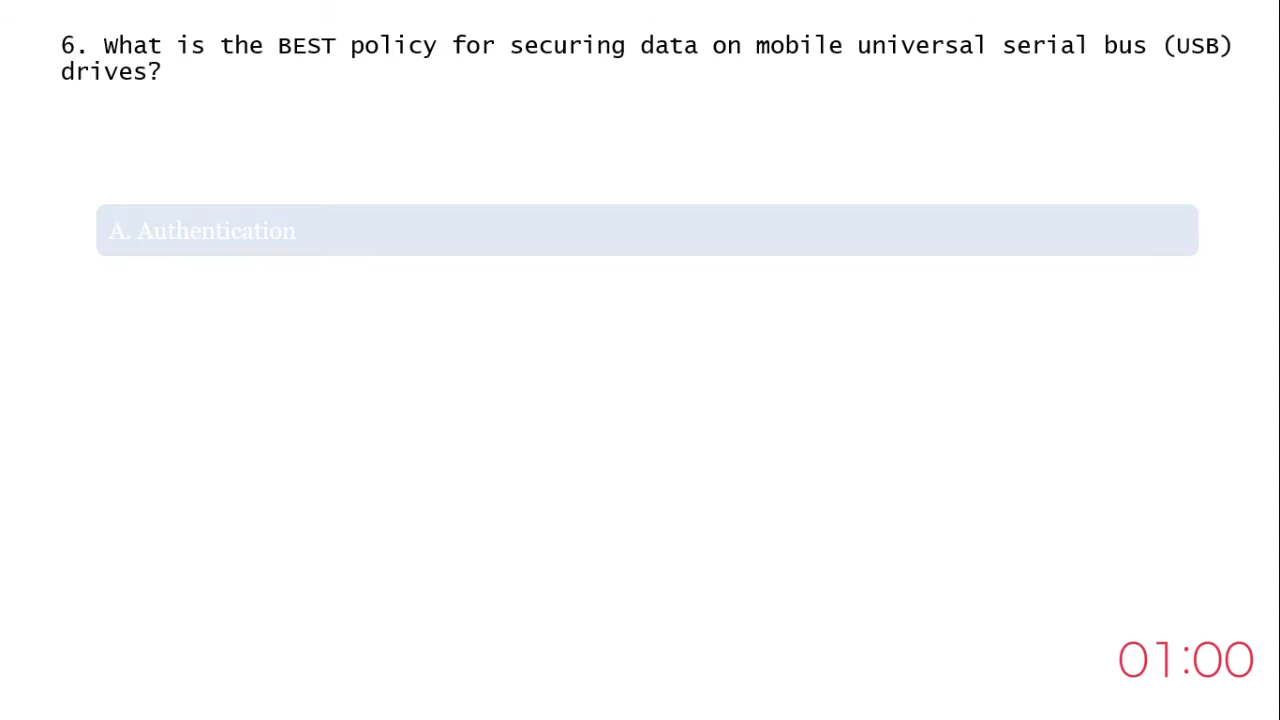 6. What is the BEST policy for securing data on mobile universal serial bus (USB)
drives?
A. Authentication
01:00